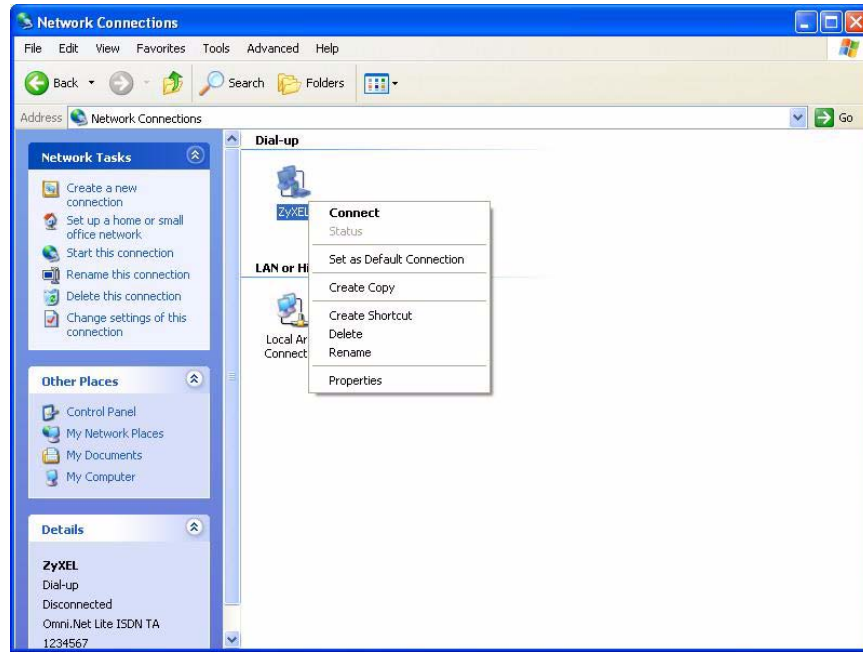 Network Connections
File Edit View Favorites Tools Advanced Help
Back Search Folders
Address Network Connections Go
Network Tasks
Create a new
connection
Set up a home or small
office network
Start this connection
Rename this connection
Delete this connection
Change settings of this
connection
Other Places
Control Panel
My Network Places
My Documents
My Computer
Details
ZyXEL
Dial-up
Disconnected
Omni.Net Lite ISDN TA
1234567
Dial-up
ZyXEL
LAN or Hi
Local Ar
Connect
Connect
Status
Set as Default Connection
Create Copy
Create Shortcut
Delete
Rename
Properties